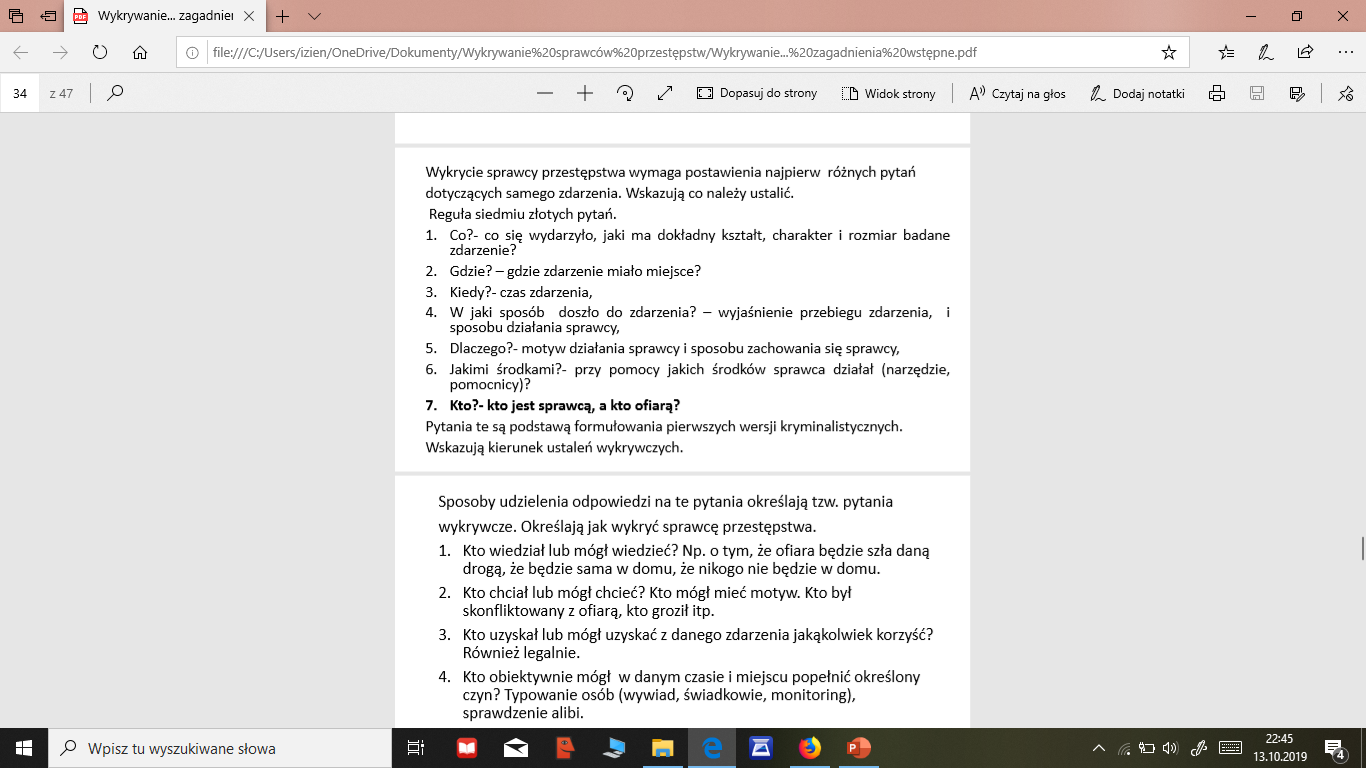 Wykrywanie... zagadnier
file:///C:/Users/izien/OneDrive/Dokumenty/Wykrywanie%20sprawców%20przestępstw/Wykrywanie...%20zagadnienia%20wstępne.pdf
34 z 47 Dopasuj do strony Widok strony Czytaj na głos Dodaj notatki
Wykrycie sprawcy przestępstwa wymaga postawienia najpierw różnych pytań
dotyczących samego zdarzenia. Wskazują co należy ustalić.
Reguła siedmiu złotych pytań.
1. Co?- co się wydarzyło, jaki ma dokładny kształt, charakter i rozmiar badane
zdarzenie?
2. Gdzie? – gdzie zdarzenie miało miejsce?
3. Kiedy?- czas zdarzenia,
4. W jaki sposób doszło do zdarzenia? – wyjaśnienie przebiegu zdarzenia, i
sposobu działania sprawcy,
5. Dlaczego?- motyw działania sprawcy i sposobu zachowania się sprawcy,
6. Jakimi środkami?- przy pomocy jakich środków sprawca działał (narzędzie,
pomocnicy)?
7. Kto?- kto jest sprawcą, a kto ofiarą?
Pytania te są podstawą formułowania pierwszych wersji kryminalistycznych.
Wskazują kierunek ustaleń wykrywczych.
Sposoby udzielenia odpowiedzi na te pytania określają tzw. pytania
wykrywcze. Określają jak wykryć sprawcę przestępstwa.
1. Kto wiedział lub mógł wiedzieć? Np. o tym, że ofiara będzie szła daną
drogą, że będzie sama w domu, że nikogo nie będzie w domu.
2. Kto chciał lub mógł chcieć? Kto mógł mieć motyw. Kto był
skonfliktowany z ofiarą, kto groził itp.
3. Kto uzyskał lub mógł uzyskać z danego zdarzenia jakąkolwiek korzyść?
Również legalnie.
4. Kto obiektywnie mógł w danym czasie i miejscu popełnić określony
czyn? Typowanie osób (wywiad, świadkowie, monitoring),
sprawdzenie alibi.
Wpisz tu wyszukiwane słowa
22:45
13.10.2019
4